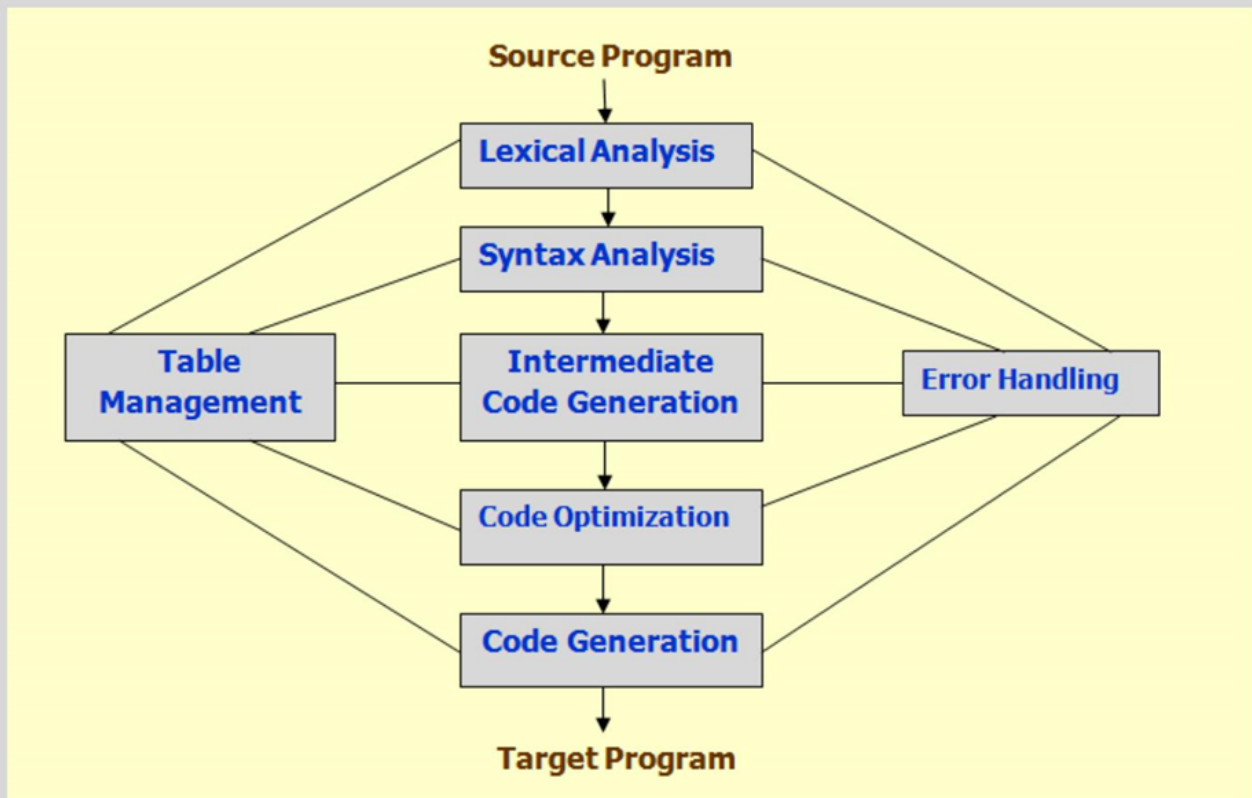 Source Program
Lexical Analysis
Syntax Analysis
Table
Management
Intermediate
Code Generation
Error Handling
Code Optimization
Code Generation
Target Program